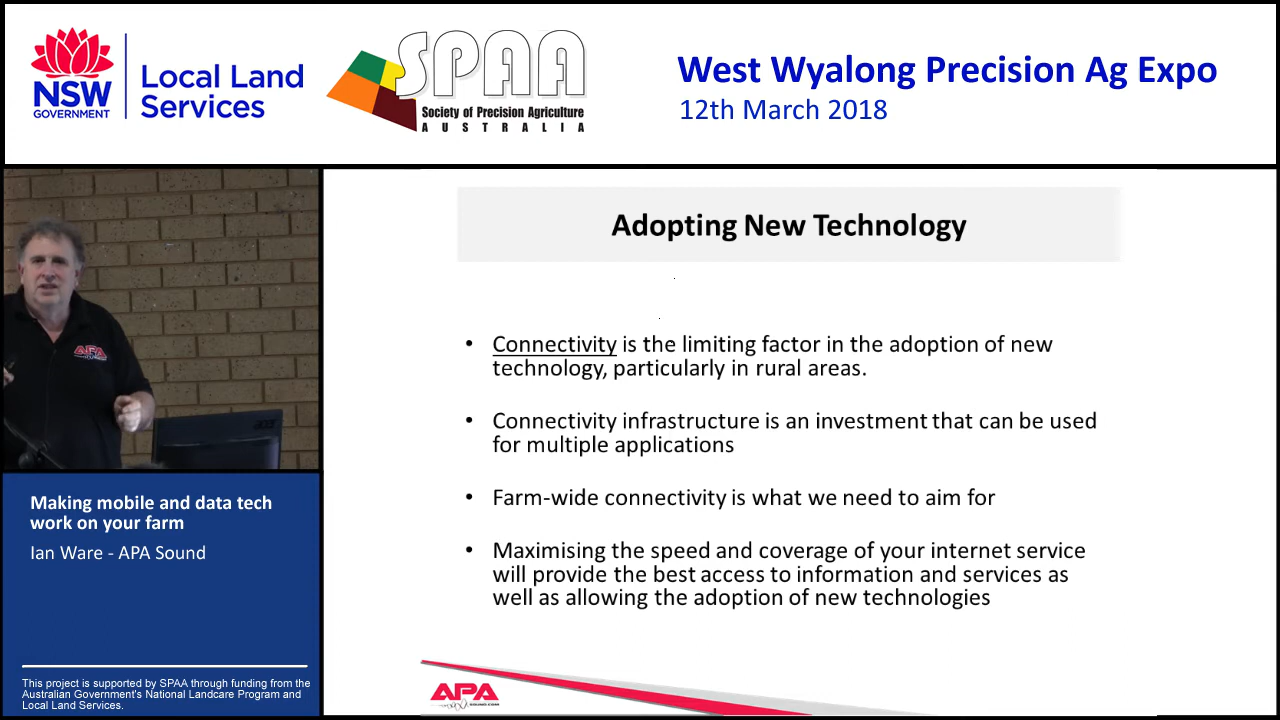 NSW
GOVERNMENT
Local Land
Services
SPAA
Society of Precision Agriculture
AUSTRALIA
West Wyalong Precision Ag Expo
12th March 2018
APA
acer
Making mobile and data tech
work on your farm
Ian Ware - APA Sound
This project is supported by SPAA through funding from the
Australian Government's National Landcare Program and
Local Land Services.
Adopting New Technology
• Connectivity is the limiting factor in the adoption of new
technology, particularly in rural areas.
• Connectivity infrastructure is an investment that can be used
for multiple applications
• Farm-wide connectivity is what we need to aim for
• Maximising the speed and coverage of your internet service
will provide the best access to information and services as
well as allowing the adoption of new technologies
APA
SOUND.COM